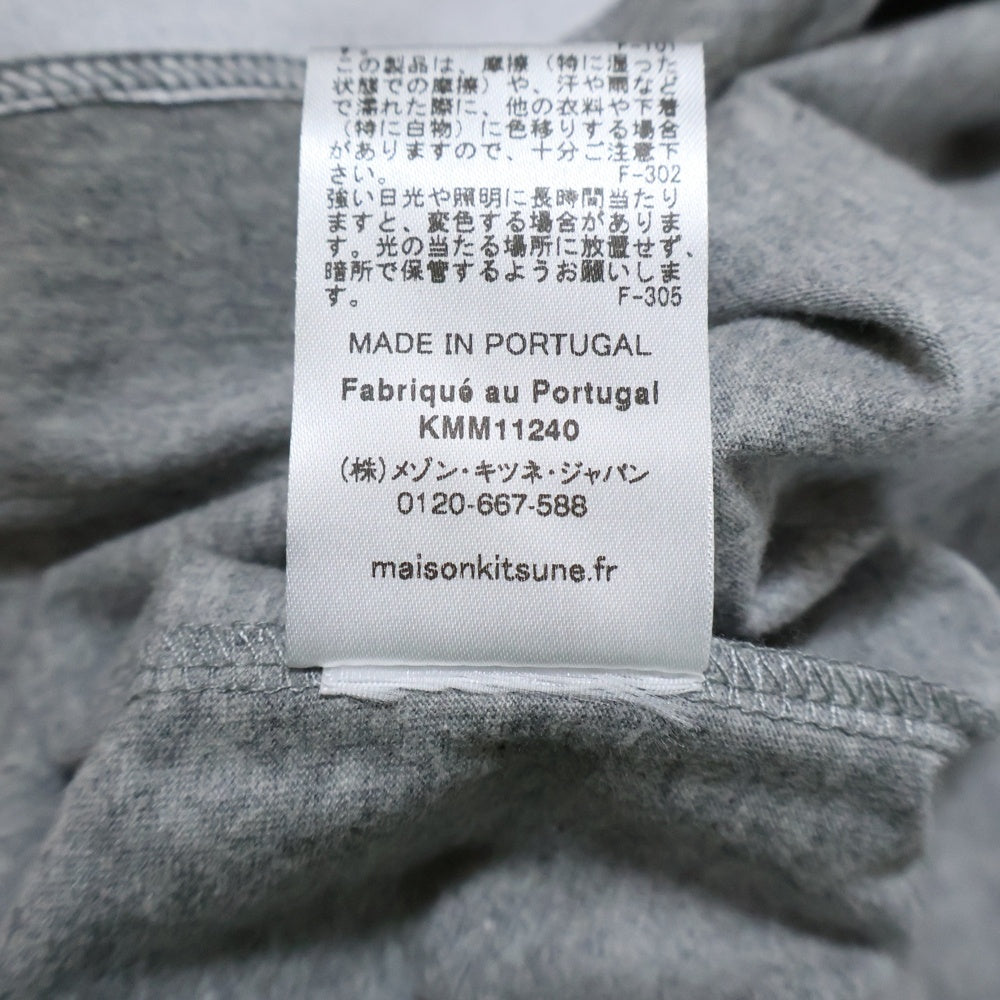 この製品は、摩擦（特に湿った
状態での摩擦）や、汗や雨など
で濡れた際に、他の衣料や下着
（特に白物）に色移りする場合
がありますので、十分ご注意下
さい。 F-302
強い日光や照明に長時間当たり
ますと、変色する場合がありま
す。光の当たる場所に放置せず、
暗所で保管するようお願いしま
す。 F-305
MADE IN PORTUGAL
Fabriqué au Portugal
KMM11240
(株)メゾン・キツネ・ジャパン
0120-667-588
maisonkitsune.fr